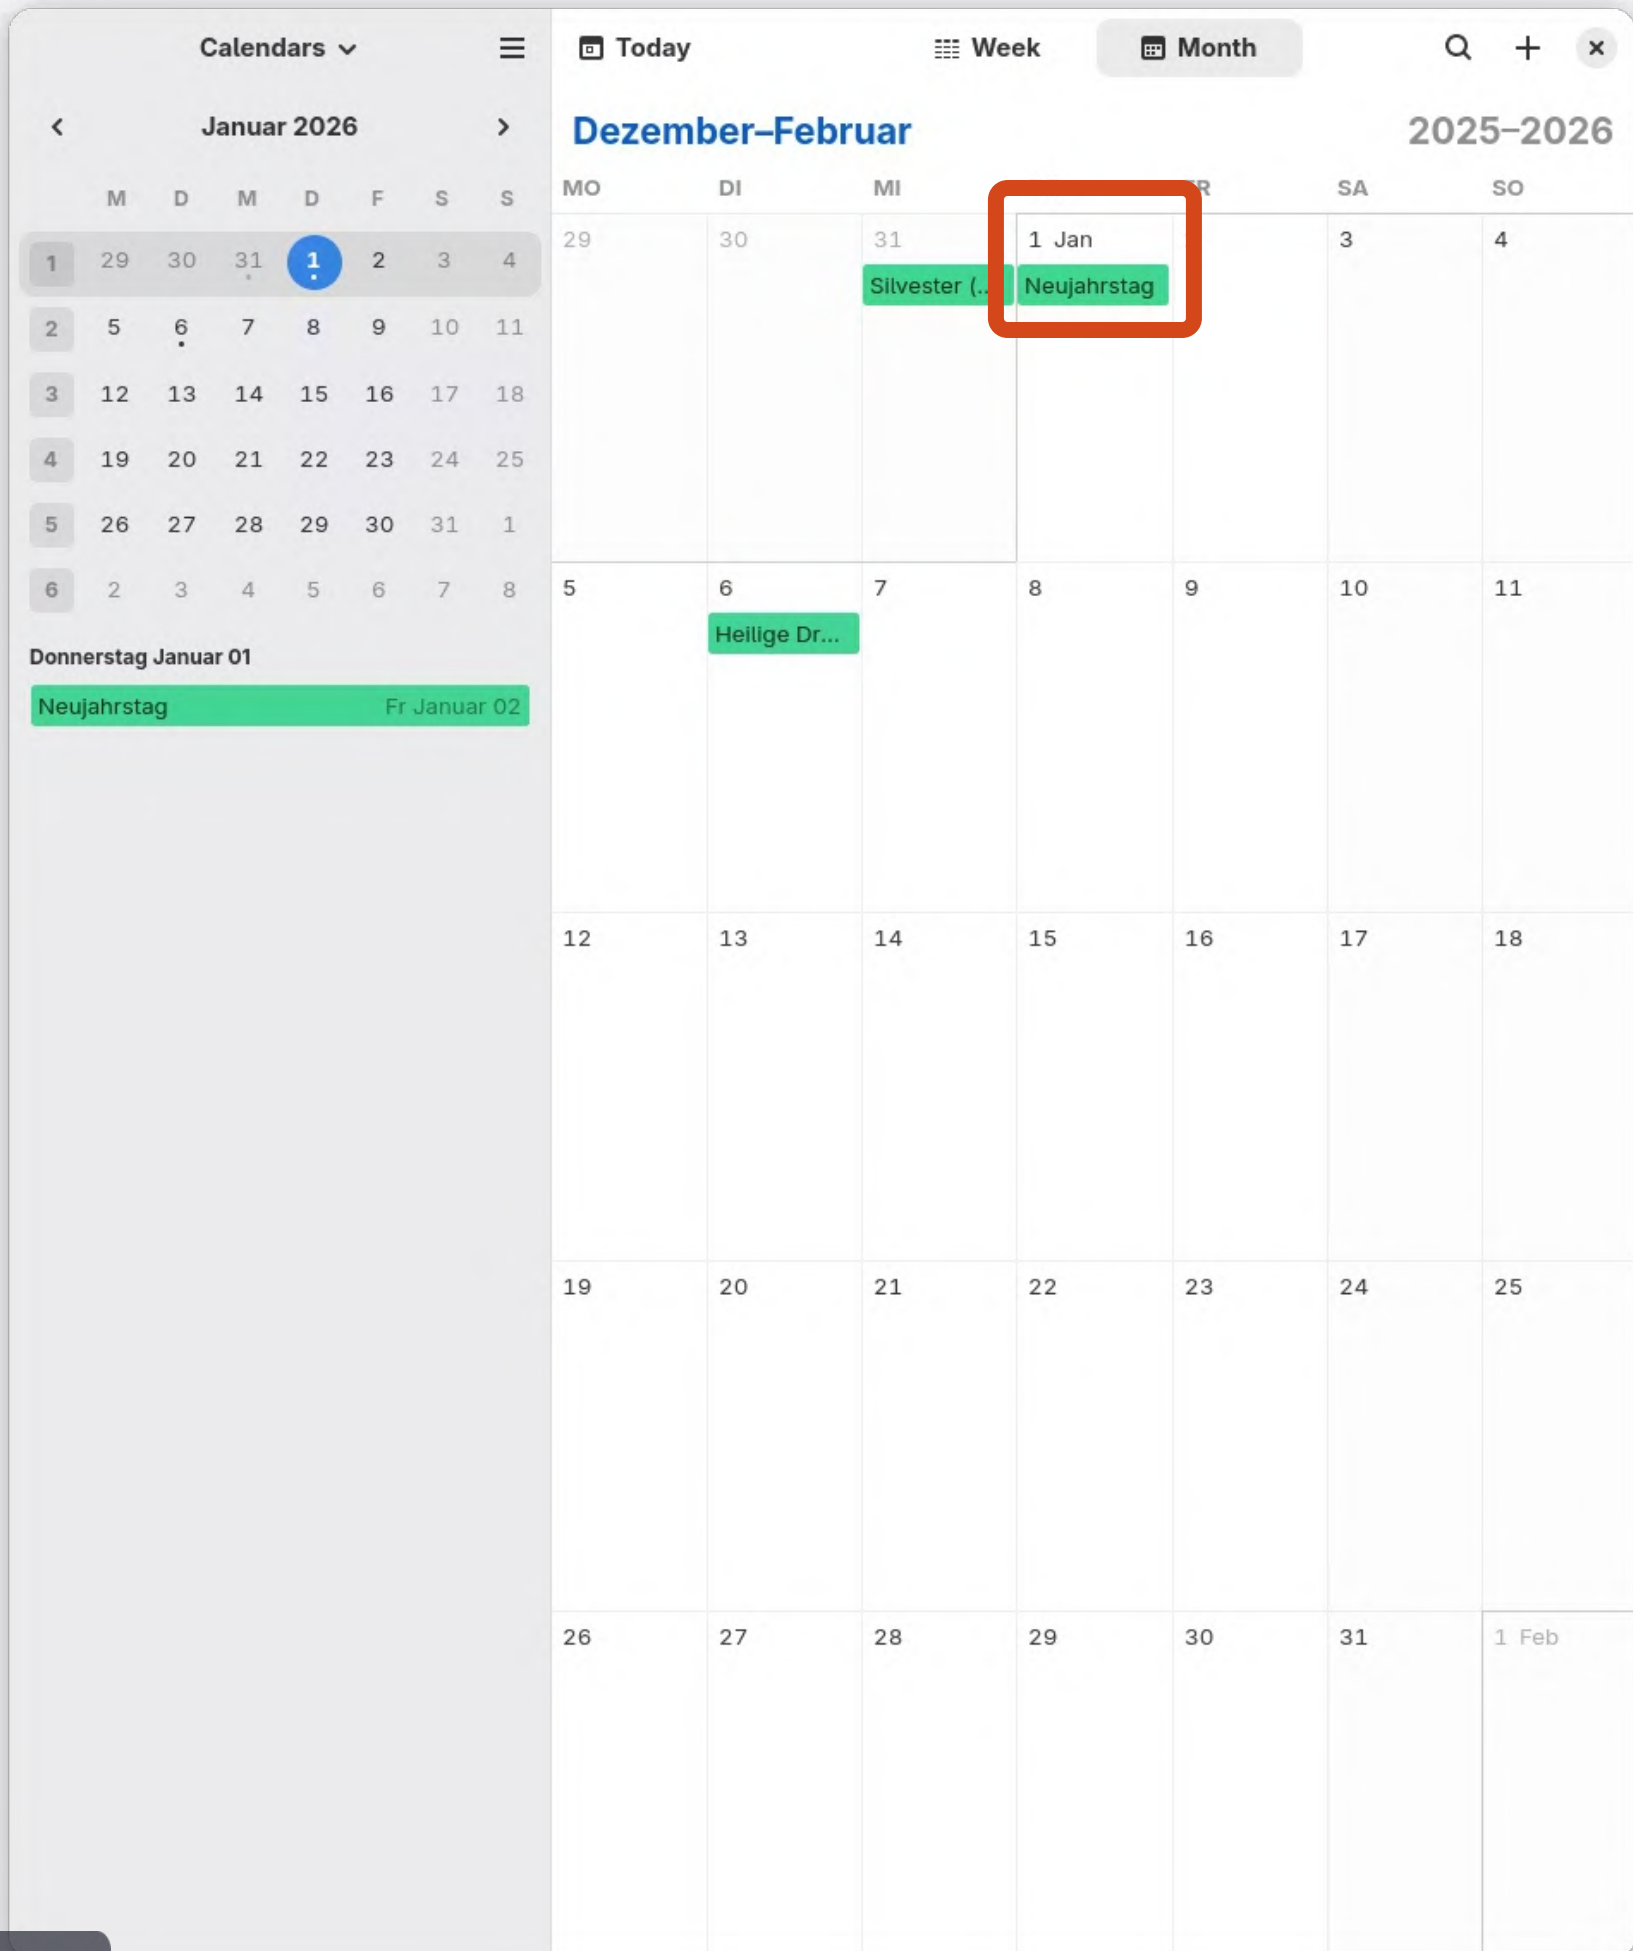 Calendars
Januar 2026
M D M D F S S
1 29 30 31 1 2 3 4
2 5 6 7 8 9 10 11
3 12 13 14 15 16 17 18
4 19 20 21 22 23 24 25
5 26 27 28 29 30 31 1
6 2 3 4 5 6 7 8
Donnerstag Januar 01
Neujahrstag Fr Januar 02
Today Week Month
Dezember–Februar 2025–2026
MO DI MI SA SO
29 30 31 1 Jan 3 4
Silvester (.. Neujahrstag
5 6 7 8 9 10 11
Heilige Dr...
12 13 14 15 16 17 18
19 20 21 22 23 24 25
26 27 28 29 30 31 1 Feb